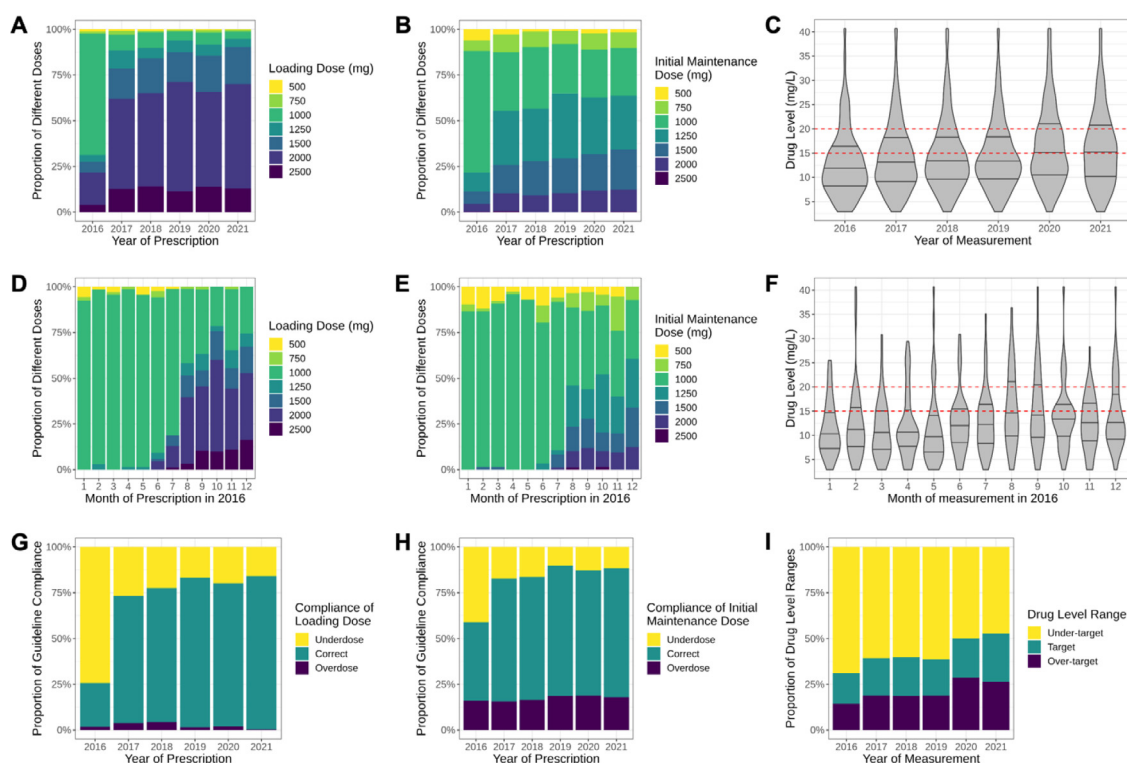 A
Proportion of Different Doses
100%
75%
50%
25%
0%
2016 2017 2018 2019 2020 2021
Year of Prescription
Loading Dose (mg)
500
750
1000
1250
1500
2000
2500
B
Proportion of Different Doses
100%
75%
50%
25%
0%
2016 2017 2018 2019 2020 2021
Year of Prescription
Initial Maintenance
Dose (mg)
500
750
1000
1250
1500
2000
2500
C
Drug Level (mg/L)
40
35
30
25
20
15
10
5
2016 2017 2018 2019 2020 2021
Year of Measurement
D
Proportion of Different Doses
100%
75%
50%
25%
0%
1 2 3 4 5 6 7 8 9 10 11 12
Month of Prescription in 2016
Loading Dose (mg)
500
750
1000
1250
1500
2000
2500
E
Proportion of Different Doses
100%
75%
50%
25%
0%
1 2 3 4 5 6 7 8 9 10 11 12
Month of Prescription in 2016
Initial Maintenance
Dose (mg)
500
750
1000
1250
1500
2000
2500
F
Drug Level (mg/L)
40
35
30
25
20
15
10
5
1 2 3 4 5 6 7 8 9 10 11 12
Month of measurement in 2016
G
Proportion of Guideline Compliance
100%
75%
50%
25%
0%
2016 2017 2018 2019 2020 2021
Year of Prescription
Compliance of
Loading Dose
Underdose
Correct
Overdose
H
Proportion of Guideline Compliance
100%
75%
50%
25%
0%
2016 2017 2018 2019 2020 2021
Year of Prescription
Compliance of Initial
Maintenance Dose
Underdose
Correct
Overdose
I
Proportion of Drug Level Ranges
100%
75%
50%
25%
0%
2016 2017 2018 2019 2020 2021
Year of Measurement
Drug Level Range
Under-target
Target
Over-target